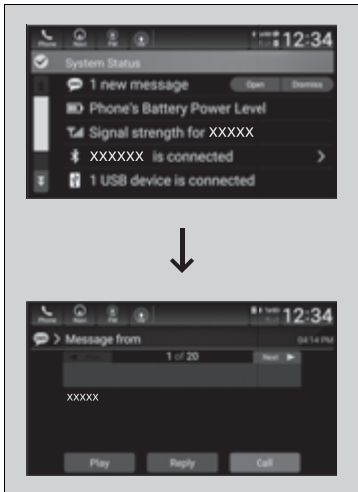 Phone Navi FM
12:34
System Status
1 new message Open Dismiss
Phone's Battery Power Level
Signal strength for XXXXX
XXXXXX is connected
1 USB device is connected
Phone Navi FM
12:34
Message from 04:14 PM
1 of 20 Next
XXXXX
Play Reply Call